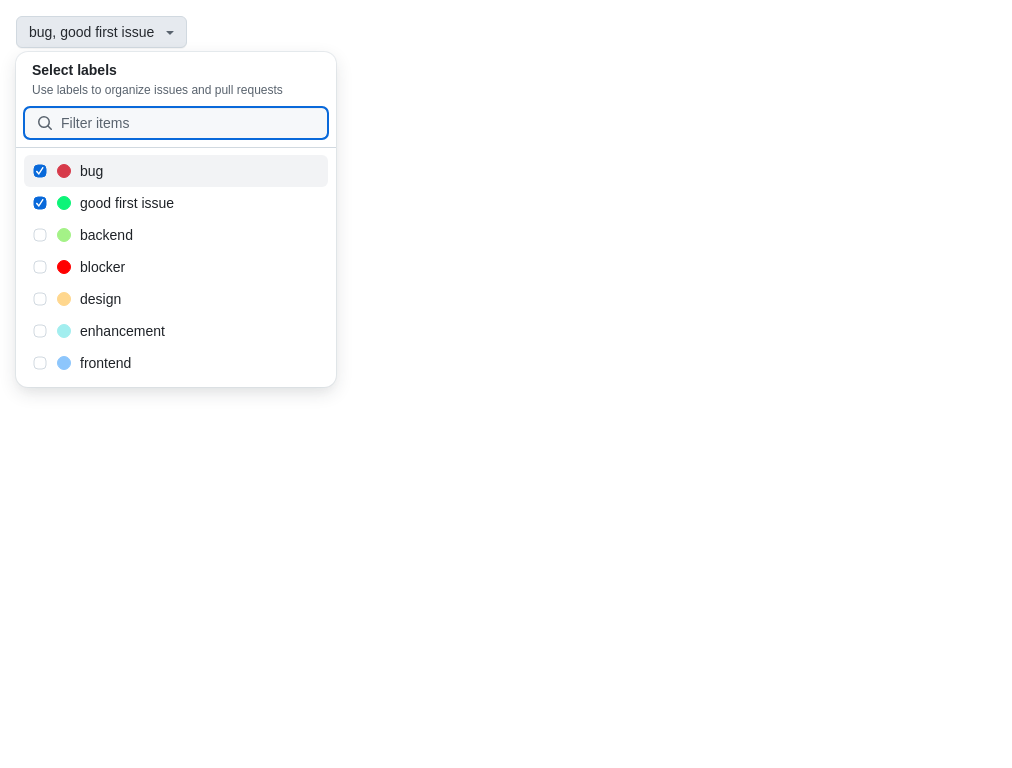 bug, good first issue
Select labels
Use labels to organize issues and pull requests
Filter items
bug
good first issue
backend
blocker
design
enhancement
frontend